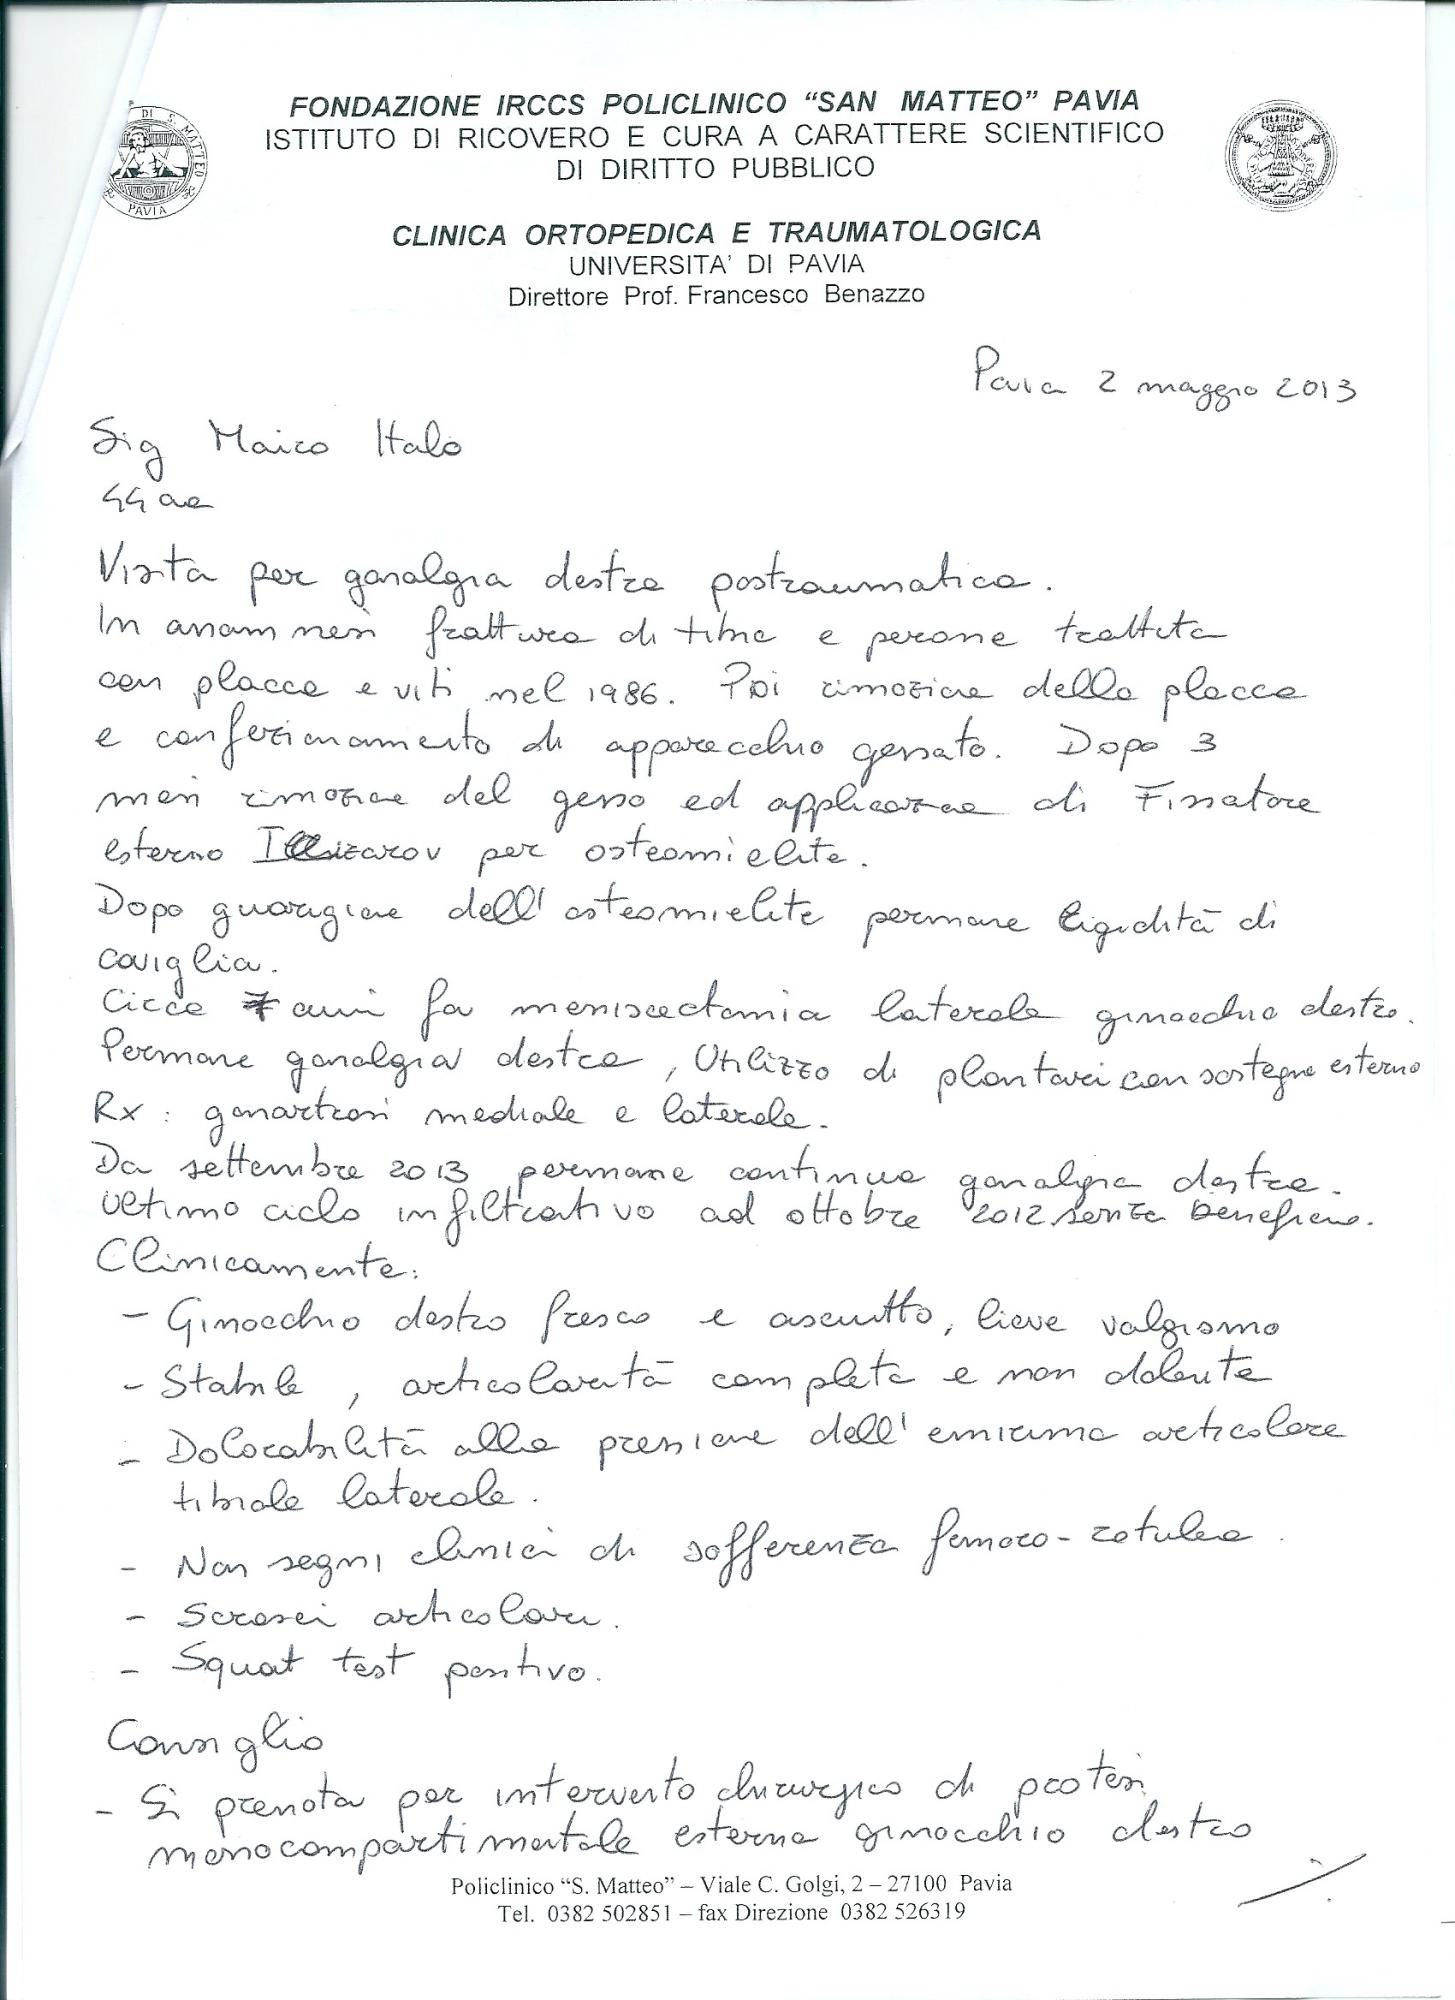 FONDAZIONE IRCCS POLICLINICO “SAN MATTEO” PAVIA
ISTITUTO DI RICOVERO E CURA A CARATTERE SCIENTIFICO
DI DIRITTO PUBBLICO
DI S. MATTEO
PAVIA
CLINICA ORTOPEDICA E TRAUMATOLOGICA
UNIVERSITA’ DI PAVIA
Direttore Prof. Francesco Benazzo
Pavia 2 maggio 2013
Sig Maico Italo
44 aa
Visita per gonalgia destra postraumatica.
In anamnesi frattura di tibia e perone trattata
con placca e viti nel 1986. Poi rimozione della placca
e confezionamento di apparecchio gessato. Dopo 3
mesi rimozione del gesso ed applicazione di Fissatore
esterno Illizarov per osteomielite.
Dopo guarigione dell' osteomielite permane rigidità di
caviglia.
Circa 7 anni fa meniscectomia laterale ginocchio destro.
Permane gonalgia destra, Utilizzo di plantari con sostegno esterno
Rx: gonartrosi mediale e laterale.
Da settembre 2013 permane continua gonalgia destra.
Ultimo ciclo infiltrativo ad ottobre 2012 senza beneficio.
Clinicamente:
- Ginocchio destro fresco e asciutto, lieve valgismo
- Stabile, articolarità completa e non dolente
- Dolorabilità alla pressione dell' emirima articolare
tibiale laterale.
- Non segni clinici di sofferenza femoro-rotulea.
- Scrosci articolari.
- Squat test positivo.
Consiglio
- Si prenota per intervento chirurgico di protesi
monocompartimentale esterna ginocchio destro
Policlinico “S. Matteo” – Viale C. Golgi, 2 – 27100 Pavia
Tel. 0382 502851 – fax Direzione 0382 526319